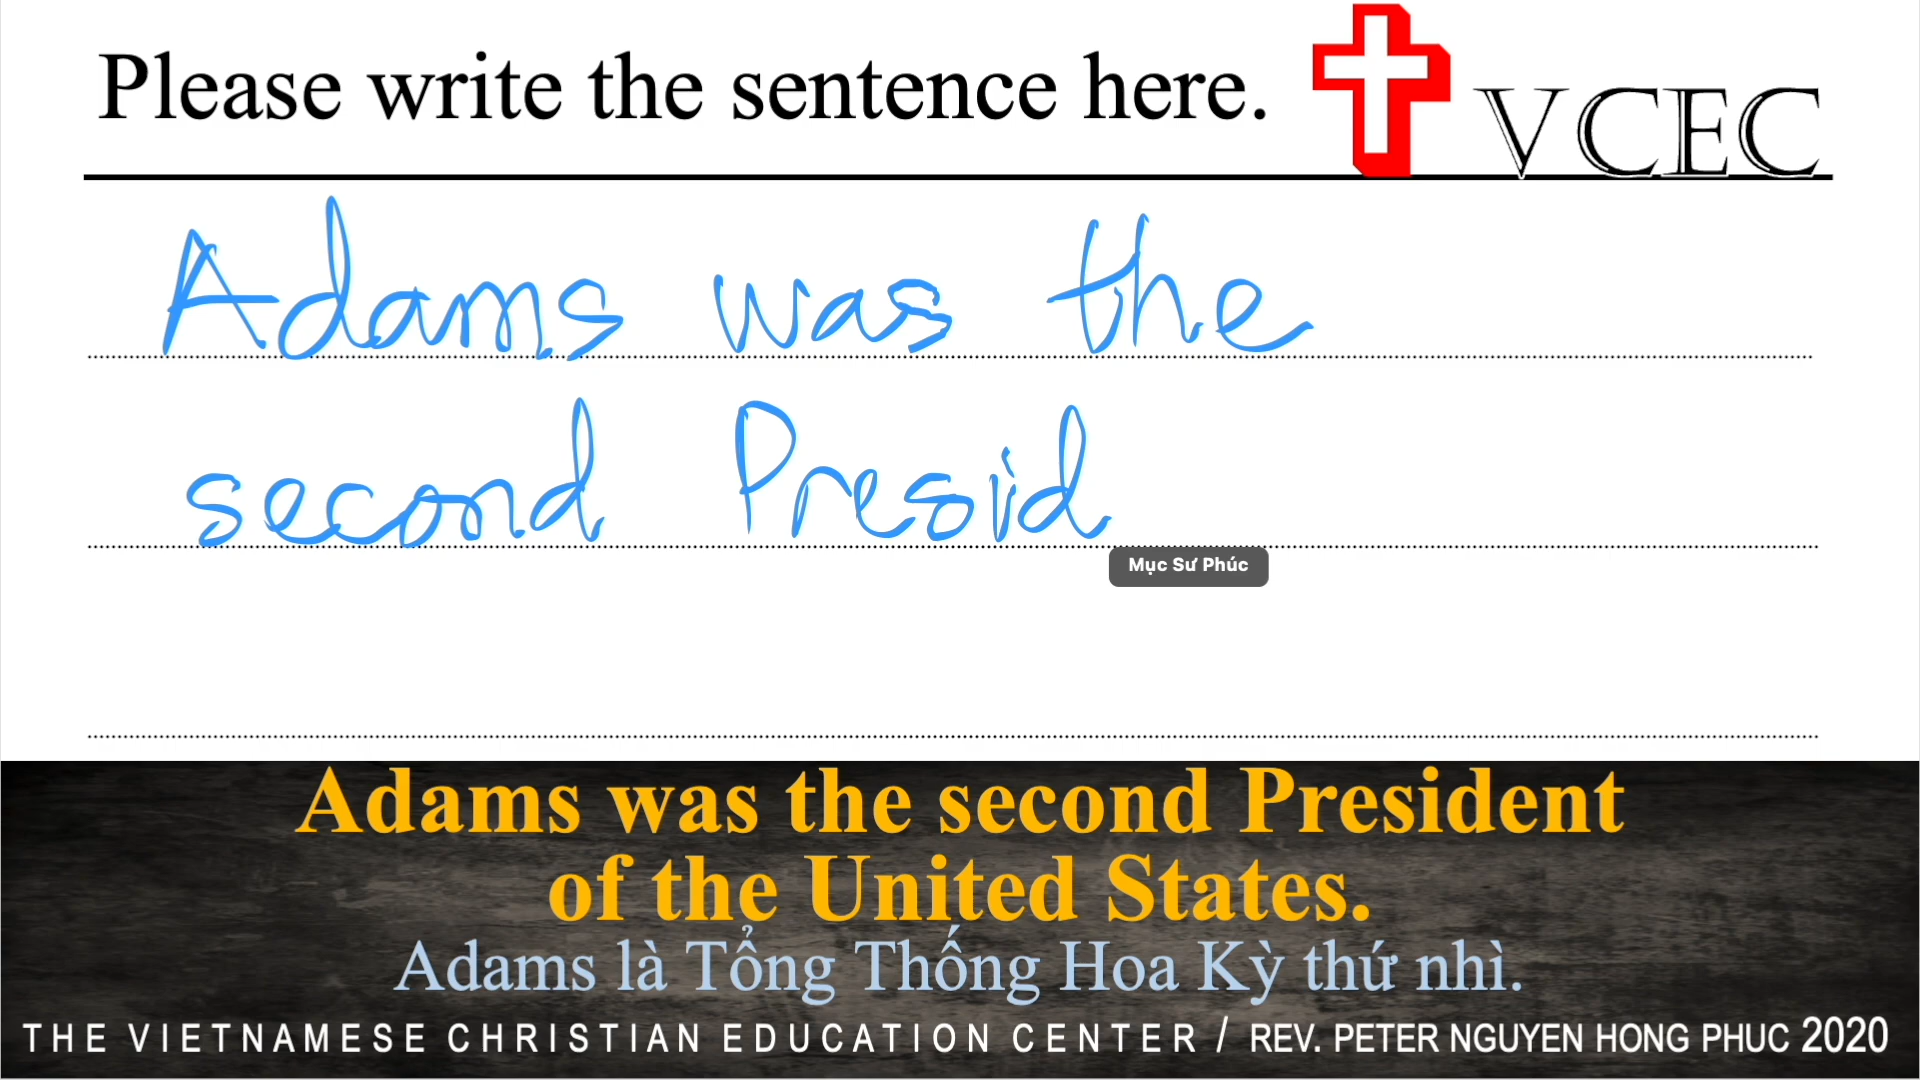 Please write the sentence here.
VCEC
Adams was the
second Presid
Mục Sư Phúc
Adams was the second President
of the United States.
Adams là Tổng Thống Hoa Kỳ thứ nhì.
THE VIETNAMESE CHRISTIAN EDUCATION CENTER / REV. PETER NGUYEN HONG PHUC 2020